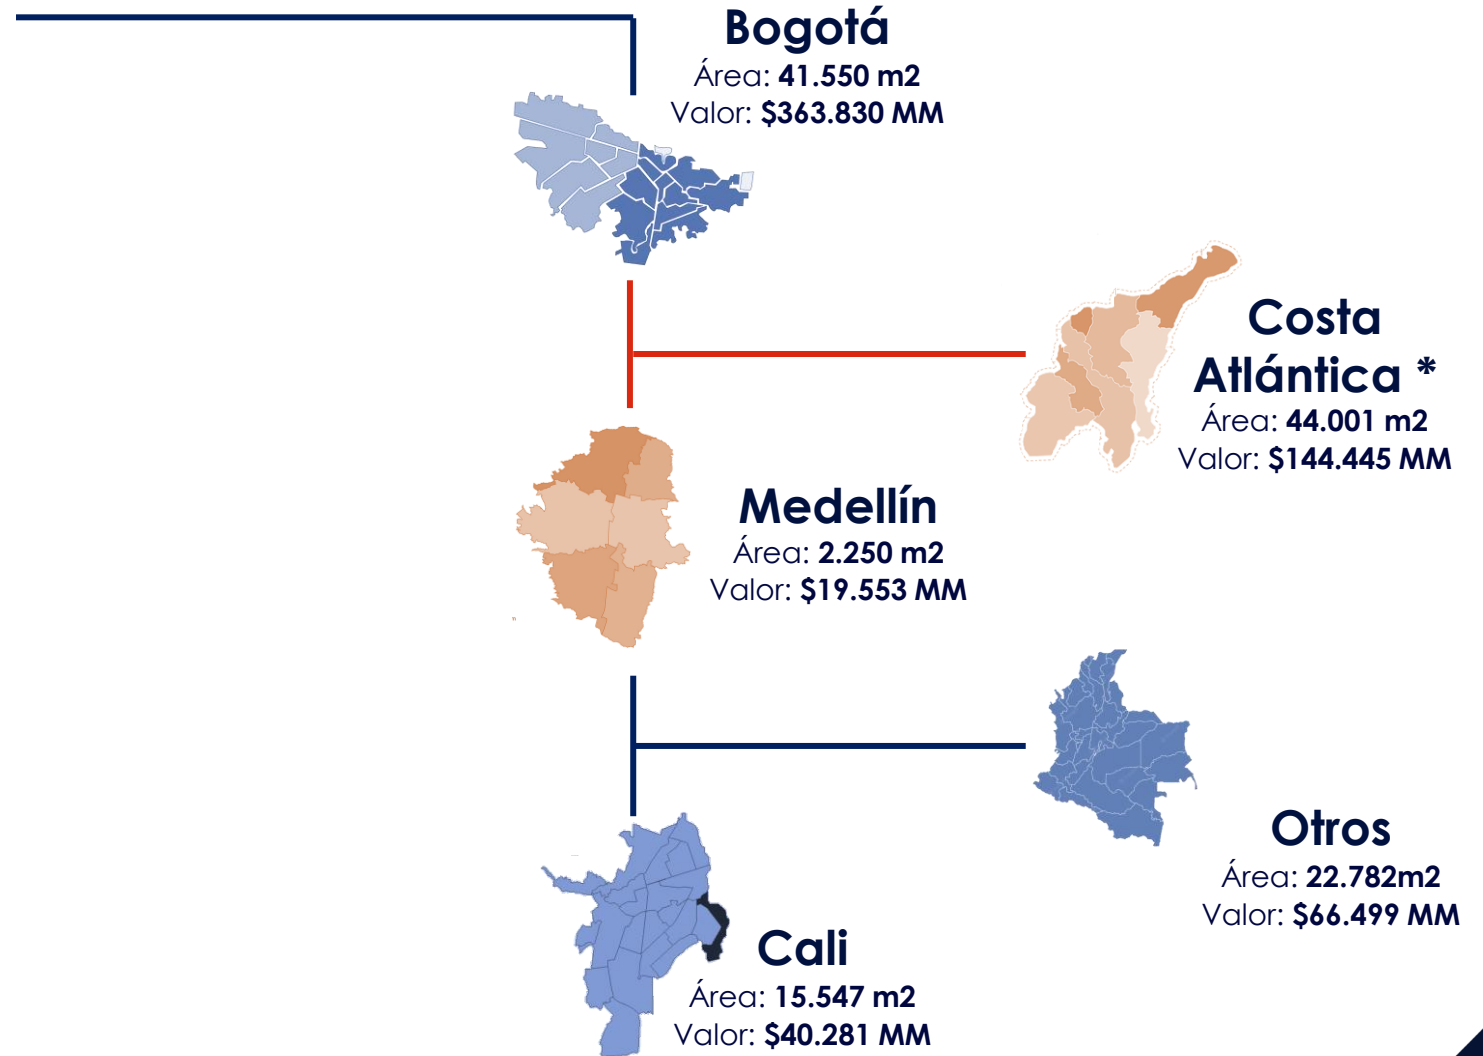 Bogotá
Área: 41.550 m2
Valor: $363.830 MM
Costa
Atlántica *
Área: 44.001 m2
Valor: $144.445 MM
Medellín
Área: 2.250 m2
Valor: $19.553 MM
Otros
Área: 22.782m2
Valor: $66.499 MM
Cali
Área: 15.547 m2
Valor: $40.281 MM